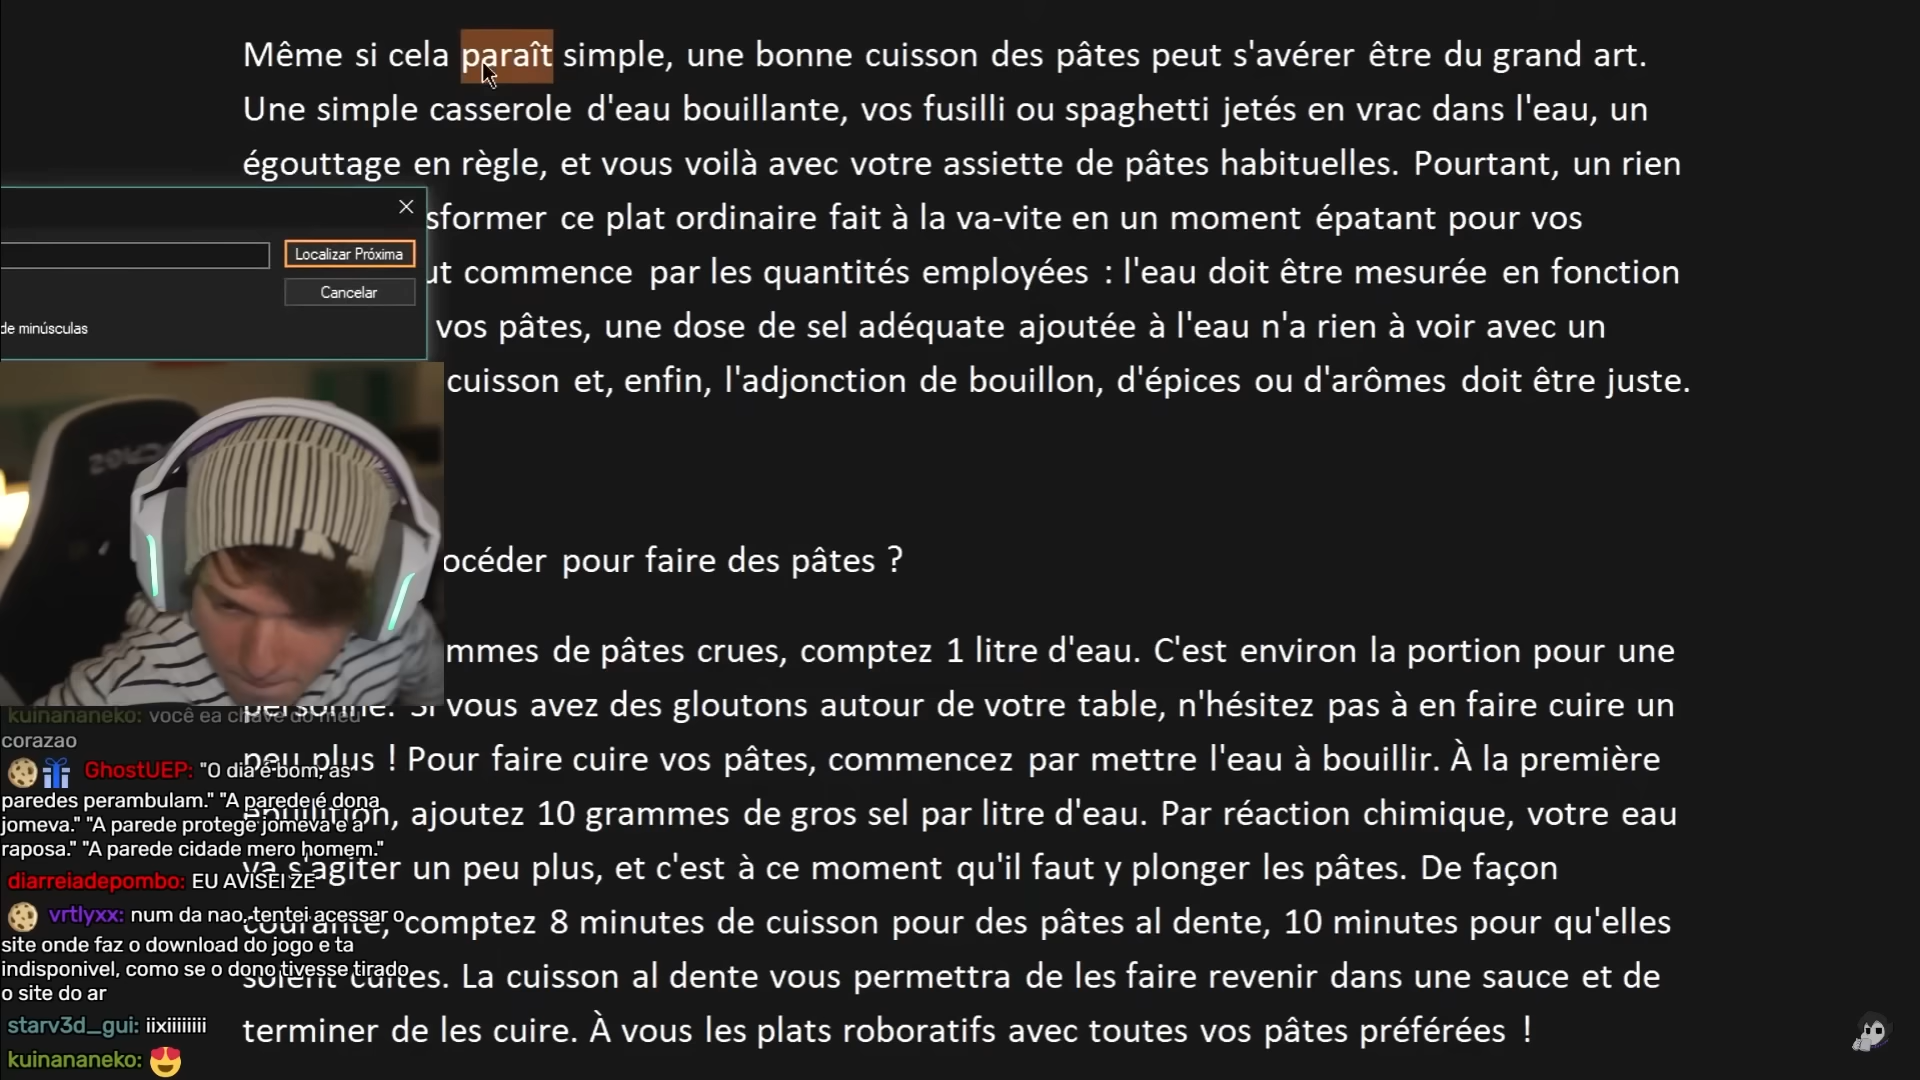 Même si cela paraît simple, une bonne cuisson des pâtes peut s'avérer être du grand art.
Une simple casserole d'eau bouillante, vos fusilli ou spaghetti jetés en vrac dans l'eau, un
égouttage en règle, et vous voilà avec votre assiette de pâtes habituelles. Pourtant, un rien
sformer ce plat ordinaire fait à la va-vite en un moment épatant pour vos
ut commence par les quantités employées : l'eau doit être mesurée en fonction
vos pâtes, une dose de sel adéquate ajoutée à l'eau n'a rien à voir avec un
cuisson et, enfin, l'adjonction de bouillon, d'épices ou d'arômes doit être juste.
Localizar Próxima
Cancelar
de minúsculas
océder pour faire des pâtes ?
mmes de pâtes crues, comptez 1 litre d'eau. C'est environ la portion pour une
personne. Si vous avez des gloutons autour de votre table, n'hésitez pas à en faire cuire un
peu plus ! Pour faire cuire vos pâtes, commencez par mettre l'eau à bouillir. À la première
ébullition, ajoutez 10 grammes de gros sel par litre d'eau. Par réaction chimique, votre eau
va s'agiter un peu plus, et c'est à ce moment qu'il faut y plonger les pâtes. De façon
courante, comptez 8 minutes de cuisson pour des pâtes al dente, 10 minutes pour qu'elles
soient cuites. La cuisson al dente vous permettra de les faire revenir dans une sauce et de
terminer de les cuire. À vous les plats roboratifs avec toutes vos pâtes préférées !
kuinananeko: você ea chave do meu
corazao
GhostUEP: "O dia é bom, as
paredes perambulam." "A parede é dona
jomeva." "A parede protege jomeva e a
raposa." "A parede cidade mero homem."
diarreiadepombo: EU AVISEI ZE
vrtlyxx: num da nao, tentei acessar o
site onde faz o download do jogo e ta
indisponivel, como se o dono tivesse tirado
o site do ar
starv3d_gui: iixiiiiiiii
kuinananeko: